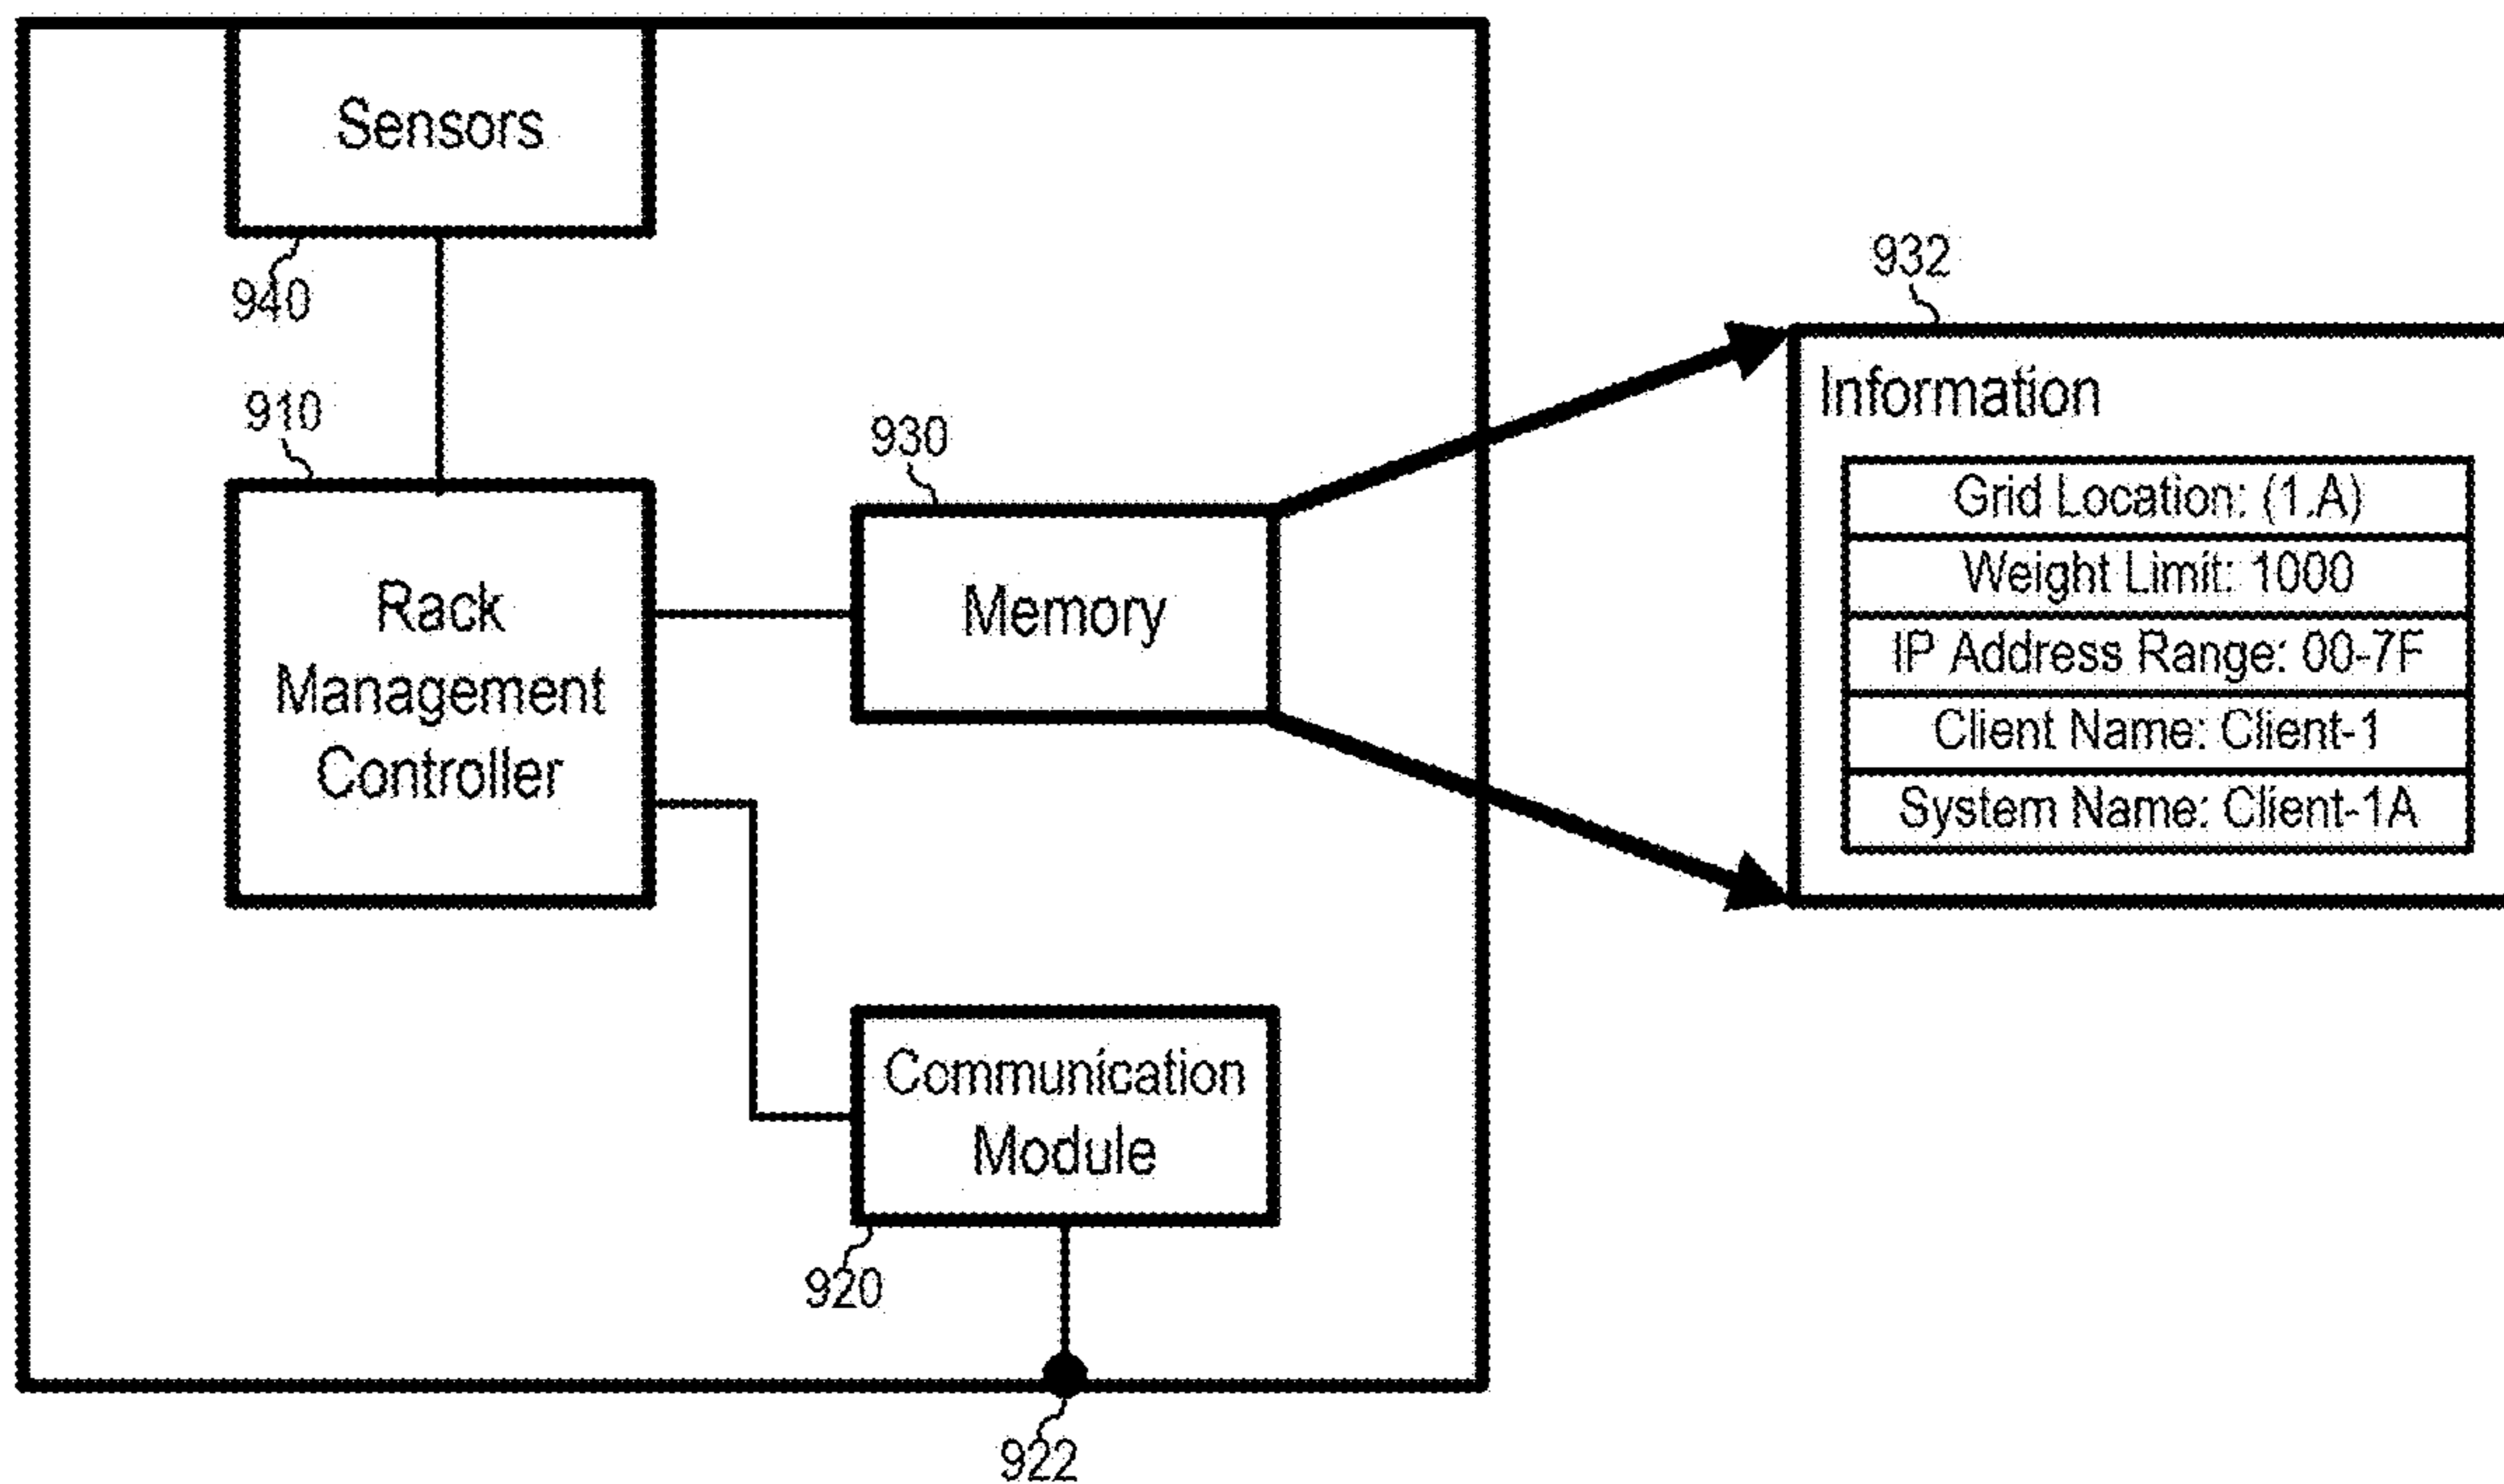 Sensors
940
932
910
930
Information
Grid Location: (1,A)
Weight Limit: 1000
Rack
Management
Controller
Memory
IP Address Range: 00-7F
Client Name: Client-1
System Name: Client-1A
Communication
Module
920
922